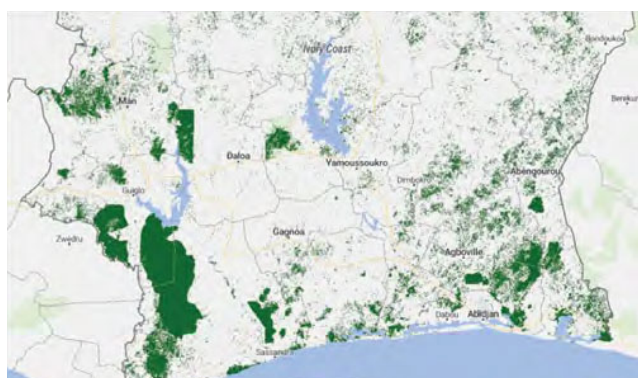 Ivory Coast
Bondoukou
Man
Berekum
Daloa
Yamoussoukro
Dimbokro
Abengourou
Guiglo
Gagnoa
Zwedru
Agboville
Dabou
Abidjan
Sassandra